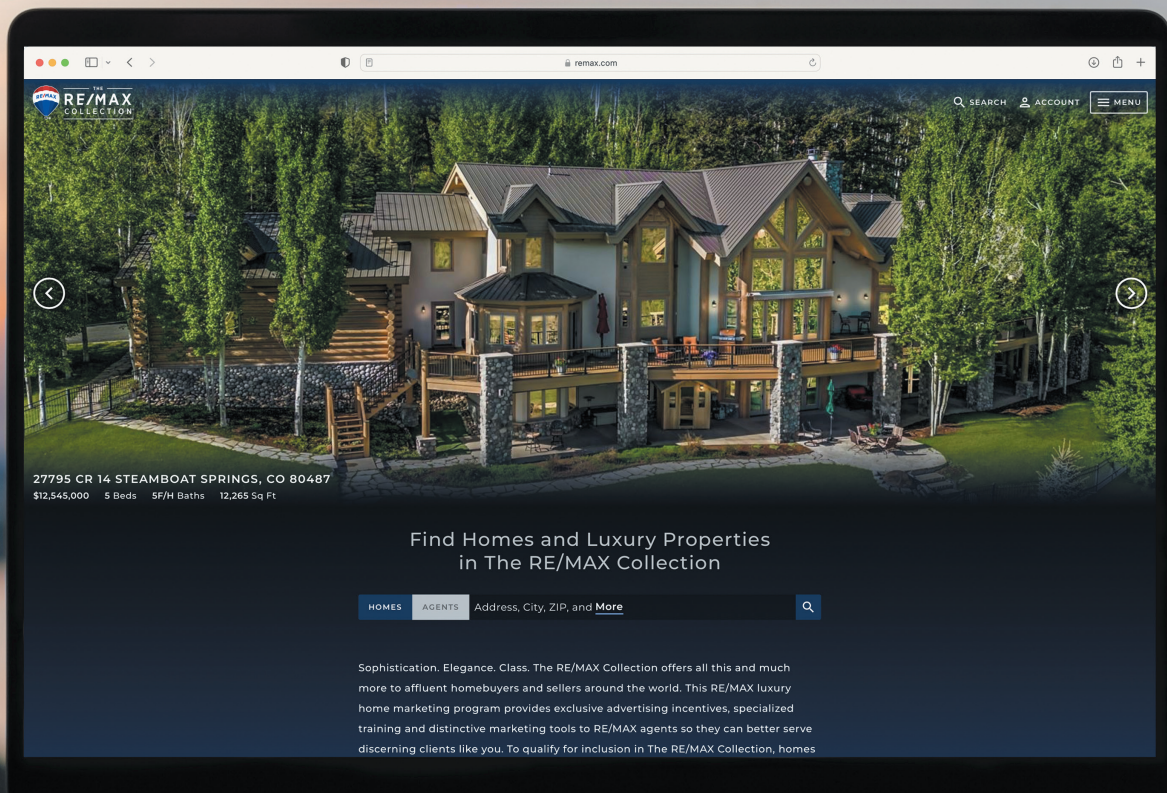 remax.com
RE/MAX
THE
RE/MAX
COLLECTION
SEARCH ACCOUNT MENU
27795 CR 14 STEAMBOAT SPRINGS, CO 80487
$12,545,000 5 Beds 5F/H Baths 12,265 Sq Ft
Find Homes and Luxury Properties
in The RE/MAX Collection
HOMES AGENTS Address, City, ZIP, and More
Sophistication. Elegance. Class. The RE/MAX Collection offers all this and much
more to affluent homebuyers and sellers around the world. This RE/MAX luxury
home marketing program provides exclusive advertising incentives, specialized
training and distinctive marketing tools to RE/MAX agents so they can better serve
discerning clients like you. To qualify for inclusion in The RE/MAX Collection, homes